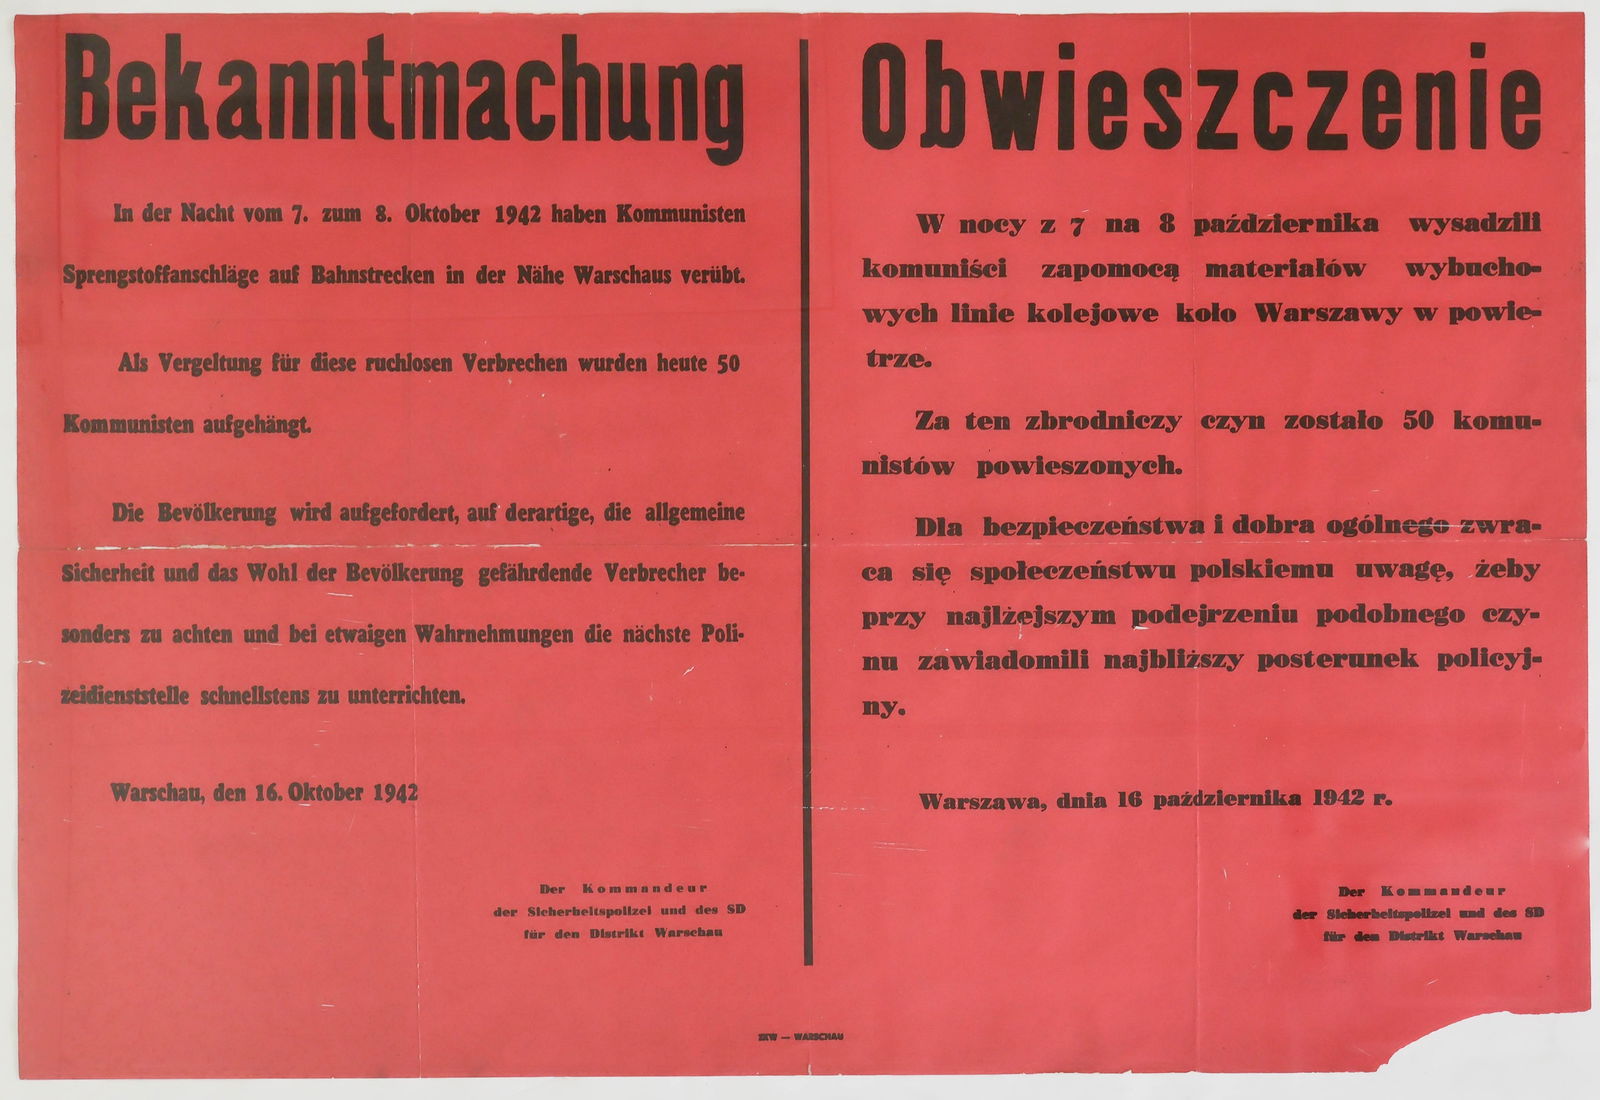 Bekanntmachung
In der Nacht vom 7. zum 8. Oktober 1942 haben Kommunisten
Sprengstoffanschläge auf Bahnstrecken in der Nähe Warschaus verübt.
Als Vergeltung für diese ruchlosen Verbrechen wurden heute 50
Kommunisten aufgehängt.
Die Bevölkerung wird aufgefordert, auf derartige, die allgemeine
Sicherheit und das Wohl der Bevölkerung gefährdende Verbrecher be-
sonders zu achten und bei etwaigen Wahrnehmungen die nächste Poli-
zeidienststelle schnellstens zu unterrichten.
Warschau, den 16. Oktober 1942
Der Kommandeur
der Sicherheitspolizei und des SD
für den Distrikt Warschau
Obwieszczenie
W nocy z 7 na 8 października wysadzili
komuniści zapomocą materiałów wybucho-
wych linie kolejowe koło Warszawy w powie-
trze.
Za ten zbrodniczy czyn zostało 50 komu-
nistów powieszonych.
Dla bezpieczeństwa i dobra ogólnego zwra-
ca się społeczeństwu polskiemu uwagę, żeby
przy najlżejszym podejrzeniu podobnego czy-
nu zawiadomili najbliższy posterunek policyj-
ny.
Warszawa, dnia 16 października 1942 r.
Der Kommandeur
der Sicherheitspolizei und des SD
für den Distrikt Warschau
ZKW — WARSCHAU